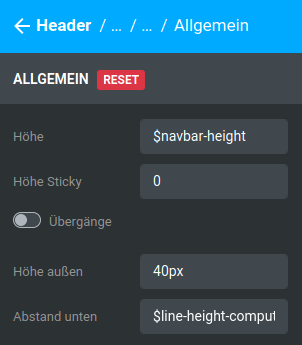 ← Header / ... / ... / Allgemein
ALLGEMEIN RESET
Höhe $navbar-height
Höhe Sticky 0
Übergänge
Höhe außen 40px
Abstand unten $line-height-comput